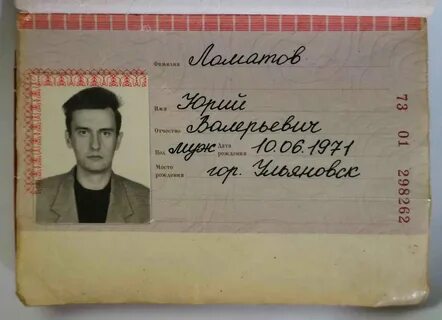 Фамилия Ломатов
Имя Юрий
Отчество Валерьевич
Пол муж Дата рождения 10.06.1971
Место рождения гор. Ульяновск
73 01 298262